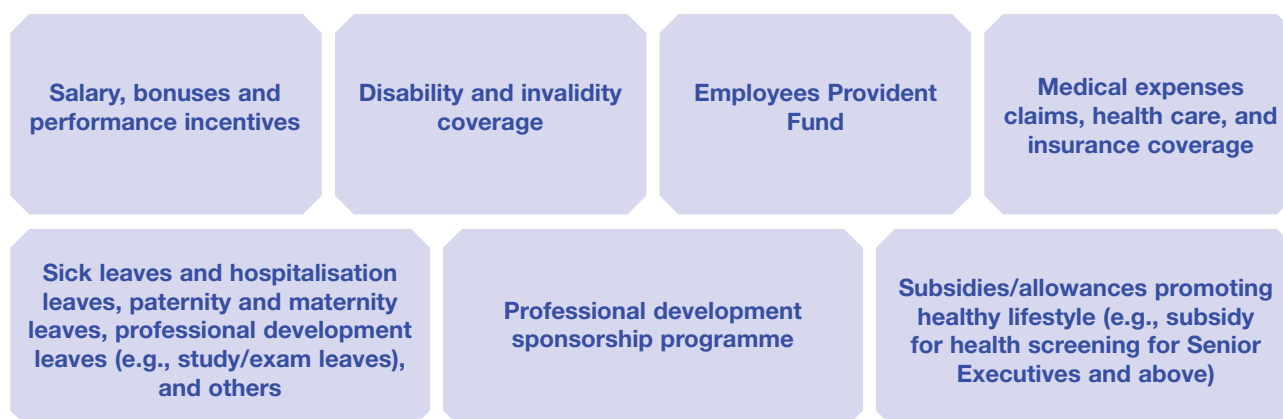 Salary, bonuses and
performance incentives
Disability and invalidity
coverage
Employees Provident
Fund
Medical expenses
claims, health care, and
insurance coverage
Sick leaves and hospitalisation
leaves, paternity and maternity
leaves, professional development
leaves (e.g., study/exam leaves),
and others
Professional development
sponsorship programme
Subsidies/allowances promoting
healthy lifestyle (e.g., subsidy
for health screening for Senior
Executives and above)